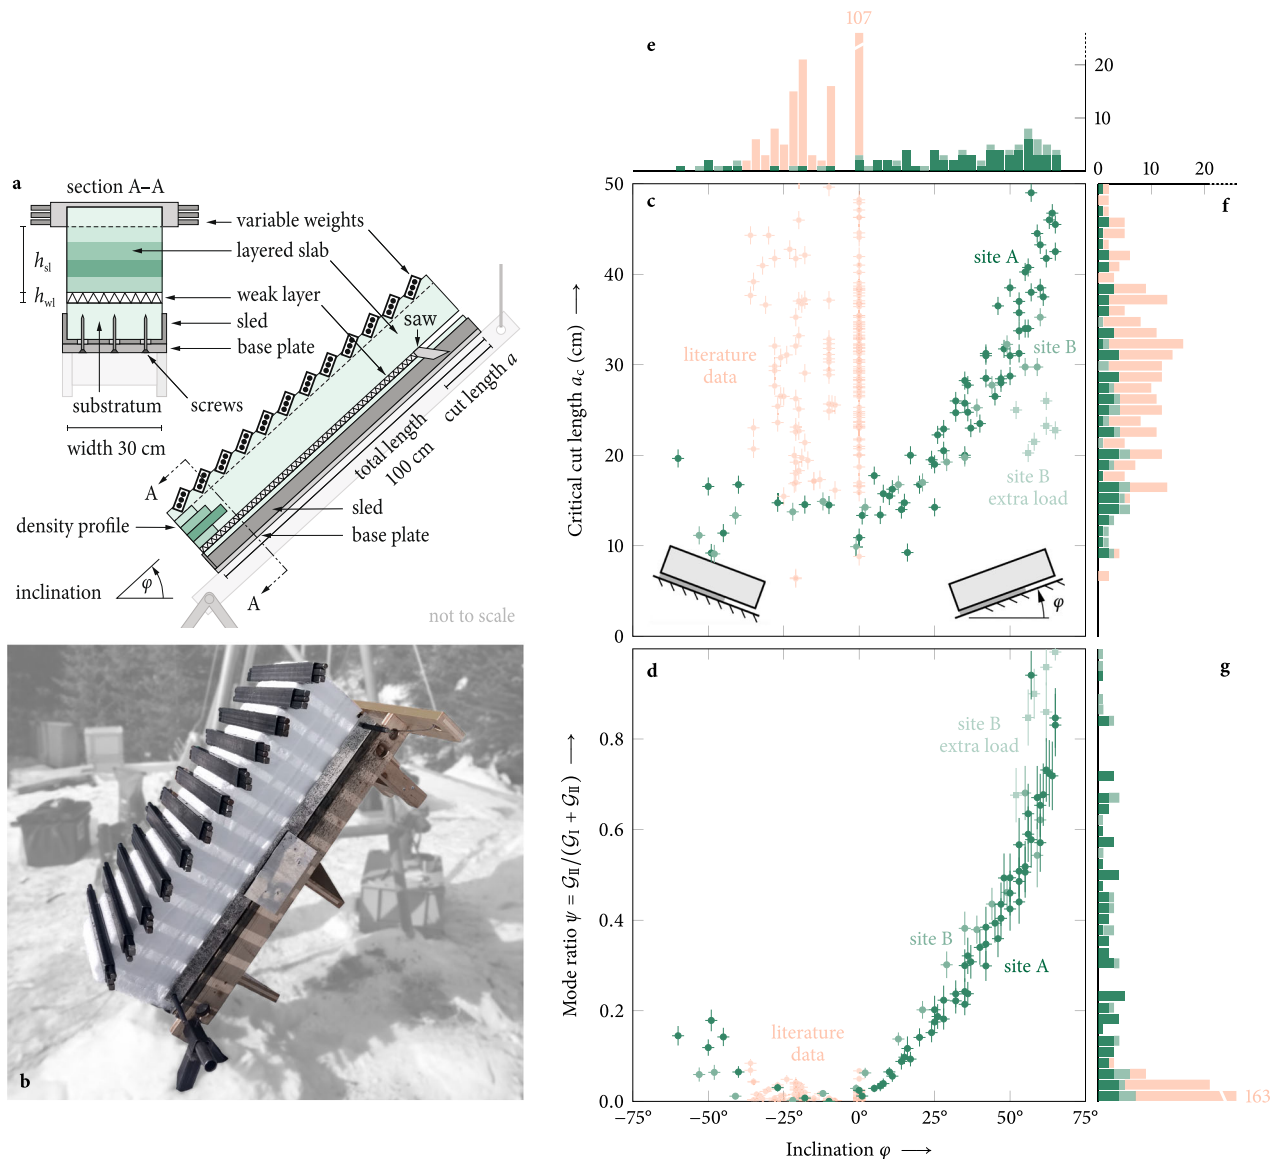 a
section A–A
variable weights
layered slab
weak layer
sled
base plate
h_sl
h_wl
substratum
screws
width 30 cm
saw
cut length a
total length
100 cm
A
density profile
sled
base plate
inclination
φ
A
not to scale
b
e
107
20
10
0
0
10
20
c
f
50
40
30
20
10
0
Critical cut length a_c (cm) ⟶
site A
site B
literature
data
site B
extra load
φ
d
g
0.8
0.6
0.4
0.2
0.0
Mode ratio ψ = 𝒢_Ⅱ/(𝒢_Ⅰ + 𝒢_Ⅱ) ⟶
site B
extra load
site B
site A
literature
data
163
−75°
−50°
−25°
0°
25°
50°
75°
Inclination φ ⟶